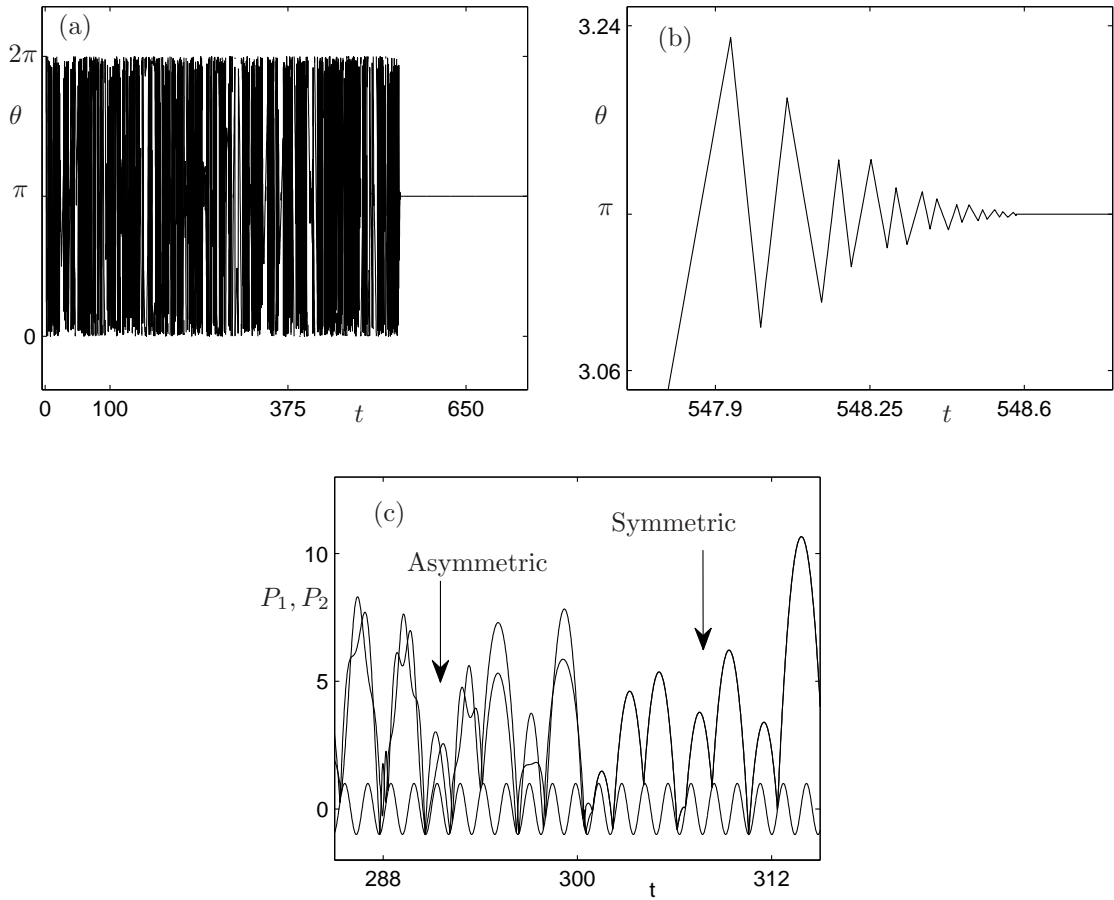 (a)
2π
θ
π
0
0 100 375 t 650
(b)
3.24
θ
π
3.06
547.9 548.25 t 548.6
(c)
Symmetric
Asymmetric
10
P₁, P₂
5
0
288 300 t 312